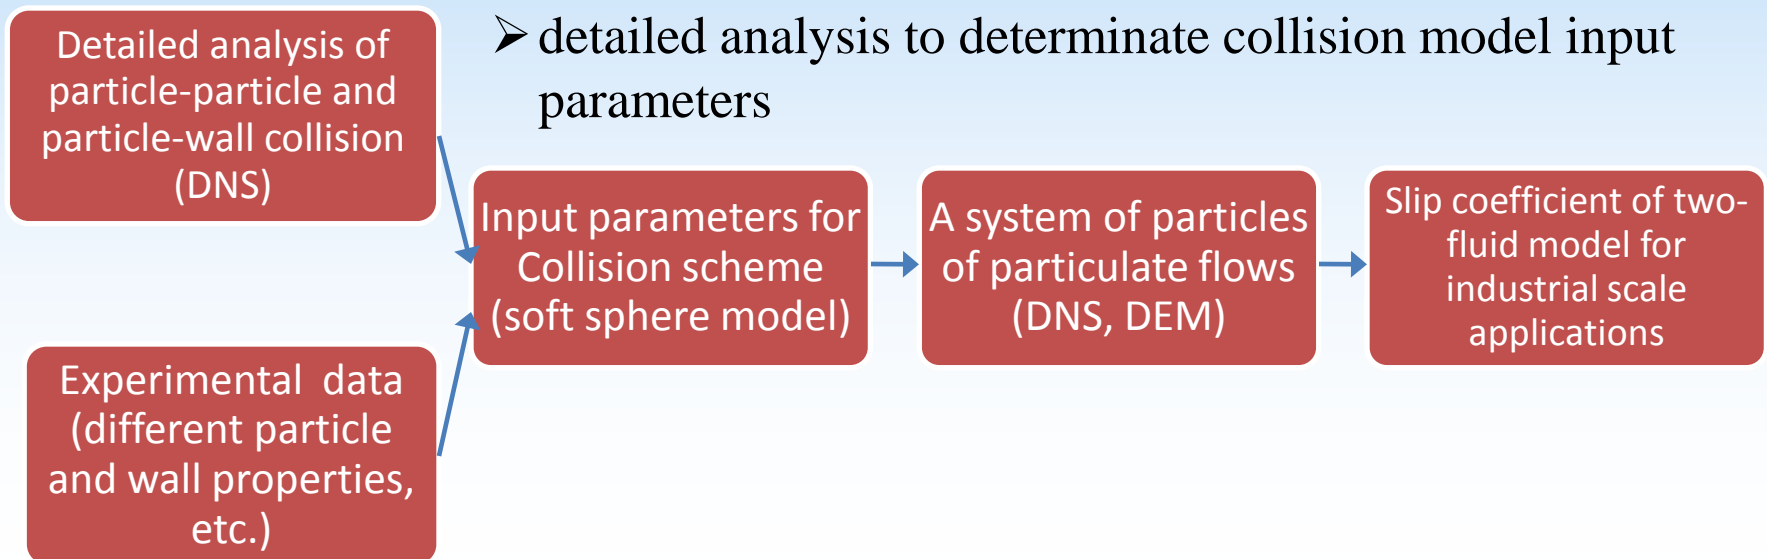 Detailed analysis of
particle-particle and
particle-wall collision
(DNS)
➢ detailed analysis to determinate collision model input
parameters
Input parameters for
Collision scheme
(soft sphere model)
A system of particles
of particulate flows
(DNS, DEM)
Slip coefficient of two-
fluid model for
industrial scale
applications
Experimental data
(different particle
and wall properties,
etc.)